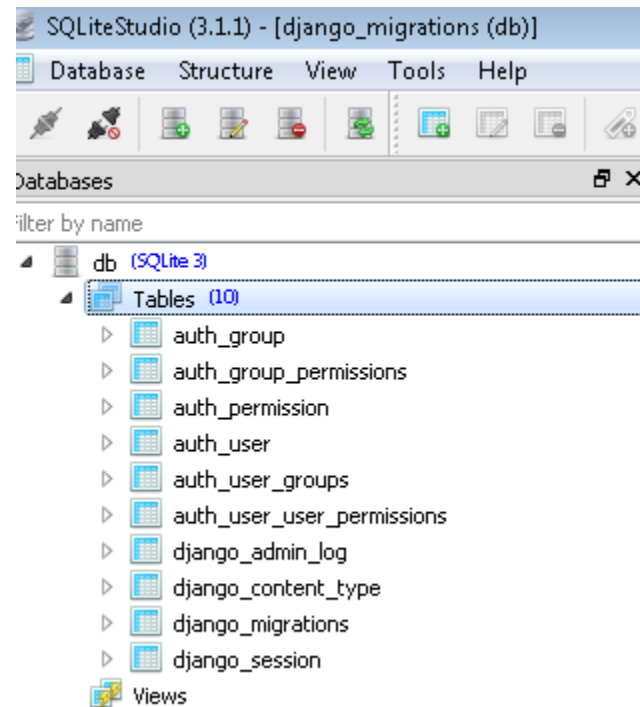 SQLiteStudio (3.1.1) - [django_migrations (db)]
Database Structure View Tools Help
Databases
Filter by name
db (SQLite 3)
Tables (10)
auth_group
auth_group_permissions
auth_permission
auth_user
auth_user_groups
auth_user_user_permissions
django_admin_log
django_content_type
django_migrations
django_session
Views